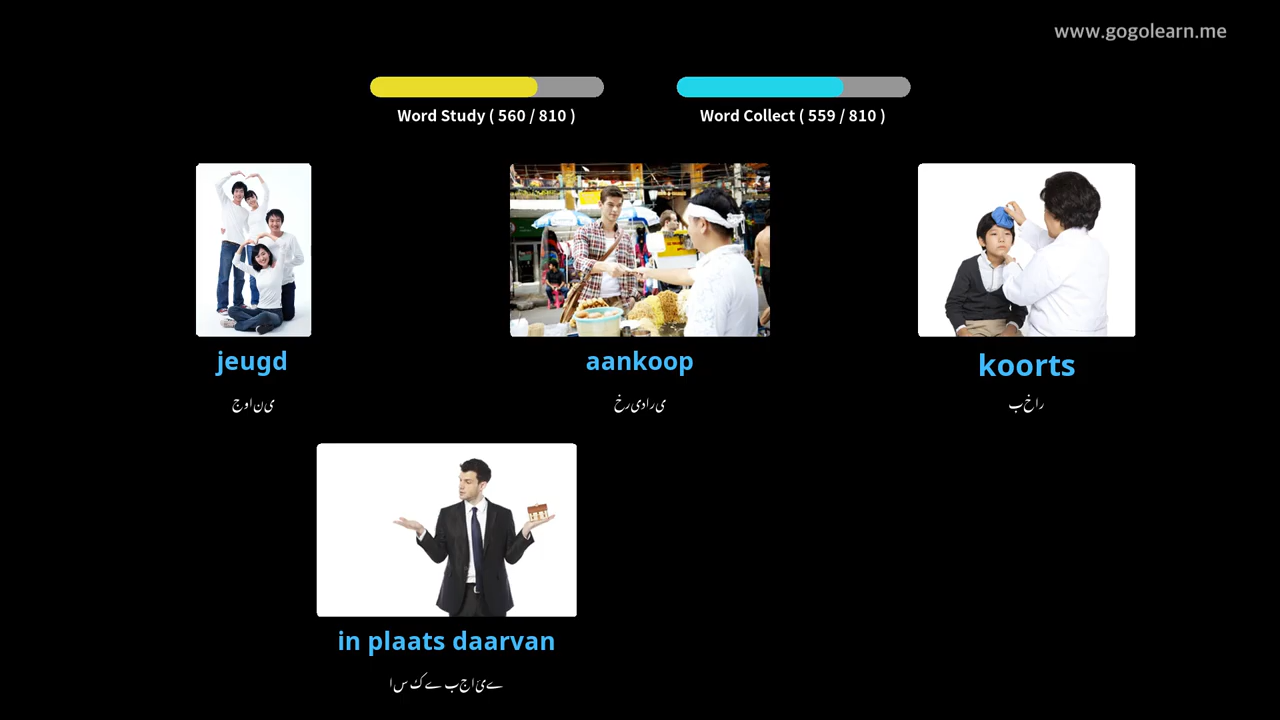 www.gogolearn.me
Word Study ( 560 / 810 )
Word Collect ( 559 / 810 )
jeugd
جوانی
aankoop
خریداری
koorts
بخار
in plaats daarvan
اس کے بجائے